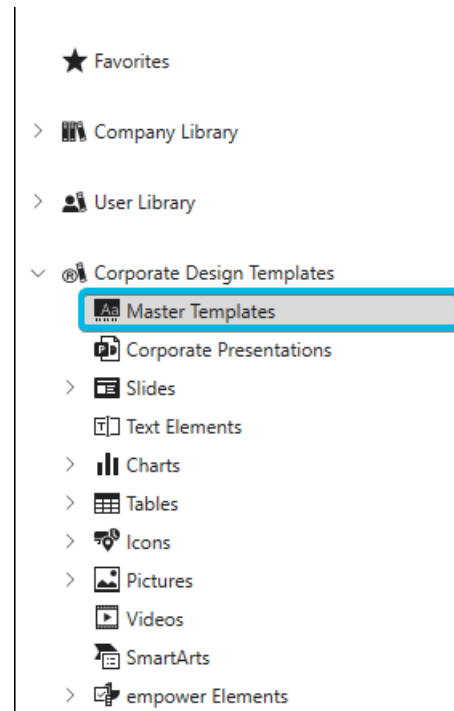 Favorites
Company Library
User Library
Corporate Design Templates
Master Templates
Corporate Presentations
Slides
Text Elements
Charts
Tables
Icons
Pictures
Videos
SmartArts
empower Elements